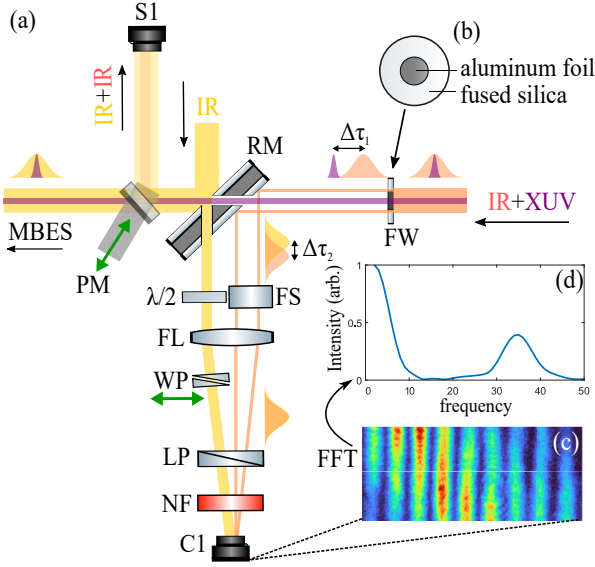 (a)
S1
(b)
aluminum foil
fused silica
IR+IR
IR
RM
Δτ₁
IR+XUV
FW
MBES
PM
Δτ₂
λ/2
FS
FL
WP
LP
NF
C1
(d)
Intensity (arb.)
1
0.5
0
0 10 20 30 40 50
frequency
FFT
(c)